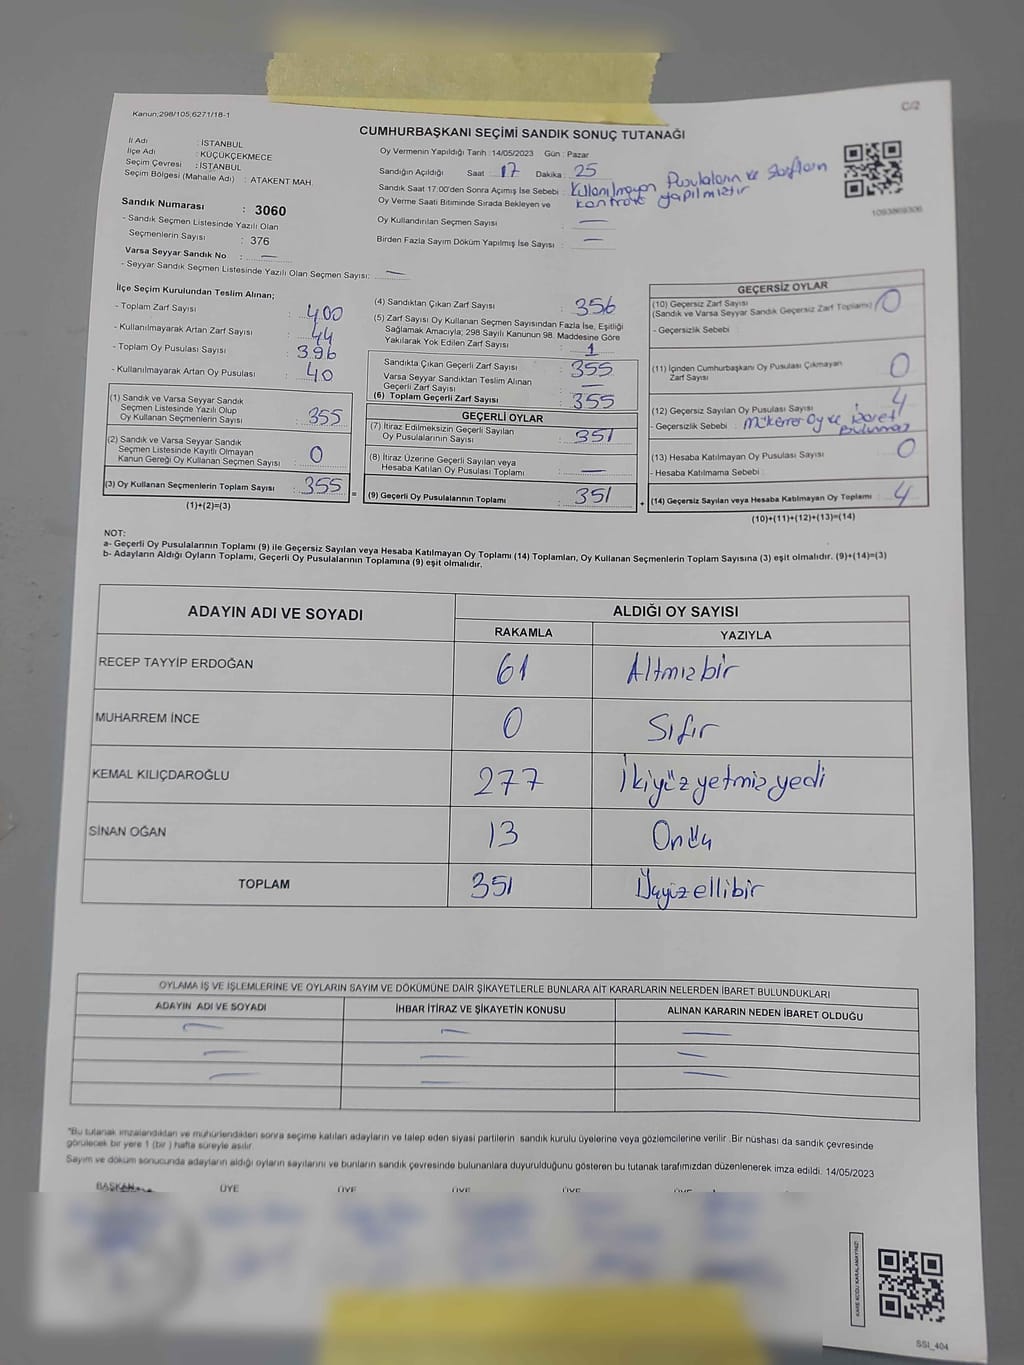 C/2
Kanun;298/105,6271/18-1
CUMHURBAŞKANI SEÇİMİ SANDIK SONUÇ TUTANAĞI
İl Adı : İSTANBUL
İlçe Adı : KÜÇÜKÇEKMECE
Seçim Çevresi : İSTANBUL
Seçim Bölgesi (Mahalle Adı) : ATAKENT MAH.
Oy Vermenin Yapıldığı Tarih : 14/05/2023 Gün : Pazar
Sandığın Açıldığı Saat : 17 Dakika : 25
Sandık Saat 17.00'den Sonra Açımış İse Sebebi : Kullanılmayan Pusulaların ve zarfların
kontrolü yapılmıştır
Oy Verme Saati Bitiminde Sırada Bekleyen ve
Oy Kullandırılan Seçmen Sayısı : —
Birden Fazla Sayım Döküm Yapılmış İse Sayısı : —
1093869306
Sandık Numarası : 3060
- Sandık Seçmen Listesinde Yazılı Olan
Seçmenlerin Sayısı : 376
Varsa Seyyar Sandık No : —
- Seyyar Sandık Seçmen Listesinde Yazılı Olan Seçmen Sayısı: —
İlçe Seçim Kurulundan Teslim Alınan;
- Toplam Zarf Sayısı : 400
- Kullanılmayarak Artan Zarf Sayısı : 44
- Toplam Oy Pusulası Sayısı : 396
- Kullanılmayarak Artan Oy Pusulası : 40
(1) Sandık ve Varsa Seyyar Sandık
Seçmen Listesinde Yazılı Olup
Oy Kullanan Seçmenlerin Sayısı : 355
(2) Sandık ve Varsa Seyyar Sandık
Seçmen Listesinde Kayıtlı Olmayan
Kanun Gereği Oy Kullanan Seçmen Sayısı : 0
(3) Oy Kullanan Seçmenlerin Toplam Sayısı : 355
(1)+(2)=(3)
(4) Sandıktan Çıkan Zarf Sayısı : 356
(5) Zarf Sayısı Oy Kullanan Seçmen Sayısından Fazla İse, Eşitliği
Sağlamak Amacıyla; 298 Sayılı Kanunun 98. Maddesine Göre
Yakılarak Yok Edilen Zarf Sayısı : 1
Sandıkta Çıkan Geçerli Zarf Sayısı : 355
Varsa Seyyar Sandıktan Teslim Alınan
Geçerli Zarf Sayısı : —
(6) Toplam Geçerli Zarf Sayısı : 355
GEÇERLİ OYLAR
(7) İtiraz Edilmeksizin Geçerli Sayılan
Oy Pusulalarının Sayısı : 351
(8) İtiraz Üzerine Geçerli Sayılan veya
Hesaba Katılan Oy Pusulası Toplamı : —
= (9) Geçerli Oy Pusulalarının Toplamı : 351
GEÇERSİZ OYLAR
(10) Geçersiz Zarf Sayısı
(Sandık ve Varsa Seyyar Sandık Geçersiz Zarf Toplamı) 0
- Geçersizlik Sebebi :
(11) İçinden Cumhurbaşkanı Oy Pusulası Çıkmayan
Zarf Sayısı : 0
(12) Geçersiz Sayılan Oy Pusulası Sayısı : 4
- Geçersizlik Sebebi : Mükerrer Oy ve İşaret
Bulunması
(13) Hesaba Katılmayan Oy Pusulası Sayısı : 0
- Hesaba Katılmama Sebebi :
+ (14) Geçersiz Sayılan veya Hesaba Katılmayan Oy Toplamı : 4
(10)+(11)+(12)+(13)=(14)
NOT:
a- Geçerli Oy Pusulalarının Toplamı (9) ile Geçersiz Sayılan veya Hesaba Katılmayan Oy Toplamı (14) Toplamları, Oy Kullanan Seçmenlerin Toplam Sayısına (3) eşit olmalıdır. (9)+(14)=(3)
b- Adayların Aldığı Oyların Toplamı, Geçerli Oy Pusulalarının Toplamına (9) eşit olmalıdır.
ADAYIN ADI VE SOYADI ALDIĞI OY SAYISI
RAKAMLA YAZIYLA
RECEP TAYYİP ERDOĞAN 61 Altmışbir
MUHARREM İNCE 0 Sıfır
KEMAL KILIÇDAROĞLU 277 İkiyüzyetmişyedi
SİNAN OĞAN 13 Onüç
TOPLAM 351 Üçyüzellibir
OYLAMA İŞ VE İŞLEMLERİNE VE OYLARIN SAYIM VE DÖKÜMÜNE DAİR ŞİKAYETLERLE BUNLARA AİT KARARLARIN NELERDEN İBARET BULUNDUKLARI
ADAYIN ADI VE SOYADI İHBAR İTİRAZ VE ŞİKAYETİN KONUSU ALINAN KARARIN NEDEN İBARET OLDUĞU
— — —
— — —
— — —
"Bu tutanak imzalandıktan ve mühürlendikten sonra seçime katılan adayların ve talep eden siyasi partilerin sandık kurulu üyelerine veya gözlemcilerine verilir .Bir nüshası da sandık çevresinde
görülecek bir yere 1 (bir ) hafta süreyle asılır.
Sayım ve döküm sonucunda adayların aldığı oyların sayılarını ve bunların sandık çevresinde bulunanlara duyurulduğunu gösteren bu tutanak tarafımızdan düzenlenerek imza edildi. 14/05/2023
BAŞKAN ÜYE ÜYE ÜYE ÜYE ÜYE
KARE KODU KARALAMAYINIZ!
SSI_404